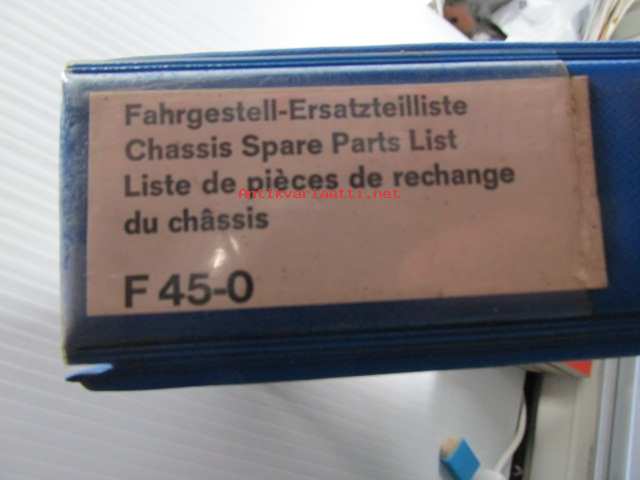 Fahrgestell-Ersatzteilliste
Chassis Spare Parts List
Liste de pièces de rechange
Antikvariaatti.net
du châssis
F 45-0